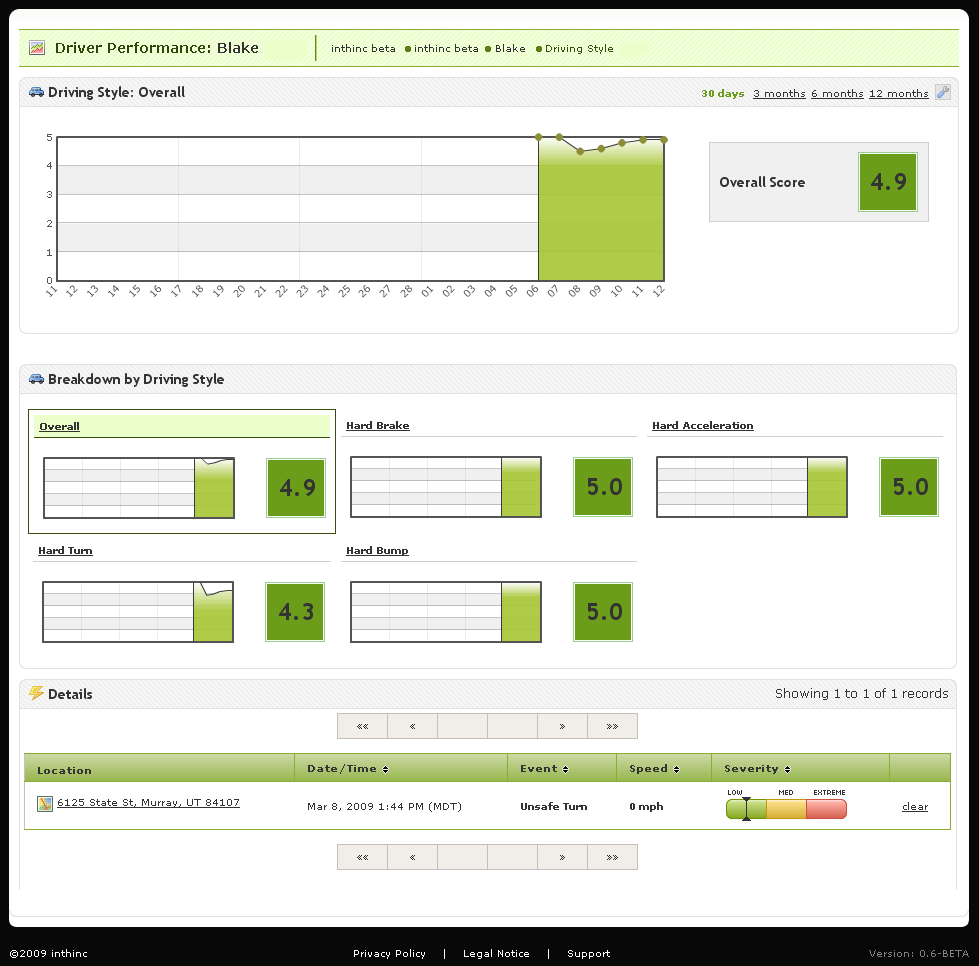 Driver Performance: Blake
inthinc beta inthinc beta Blake Driving Style
Driving Style: Overall
30 days 3 months 6 months 12 months
5
4
3
2
1
0
11 12 13 14 15 16 17 18 19 20 21 22 23 24 25 26 27 28 01 02 03 04 05 06 07 08 09 10 11 12
Overall Score
4.9
Breakdown by Driving Style
Overall
4.9
Hard Brake
5.0
Hard Acceleration
5.0
Hard Turn
4.3
Hard Bump
5.0
Details
Showing 1 to 1 of 1 records
«« « » »»
Location Date/Time Event Speed Severity
LOW MED EXTREME
6125 State St, Murray, UT 84107 Mar 8, 2009 1:44 PM (MDT) Unsafe Turn 0 mph clear
«« « » »»
©2009 inthinc Privacy Policy | Legal Notice | Support Version: 0.6-BETA